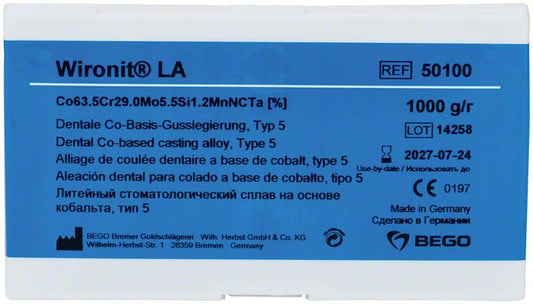 Wironit® LA
REF 50100
Co63.5Cr29.0Mo5.5Si1.2MnNCTa [%]
1000 g/г
Dentale Co-Basis-Gusslegierung, Typ 5
LOT 14258
Dental Co-based casting alloy, Type 5
Alliage de coulée dentaire a base de cobalt, type 5
2027-07-24
Use-by-date / Использовать до
Aleación dental para colado a base de cobalto, tipo 5
CE 0197
Литейный стоматологический сплав на основе
кобальта, тип 5
Made in Germany
Сделано в Германии
BEGO Bremer Goldschlägerei · Wilh. Herbst GmbH & Co. KG
Wilhelm-Herbst-Str. 1 · 28359 Bremen · Germany
BEGO